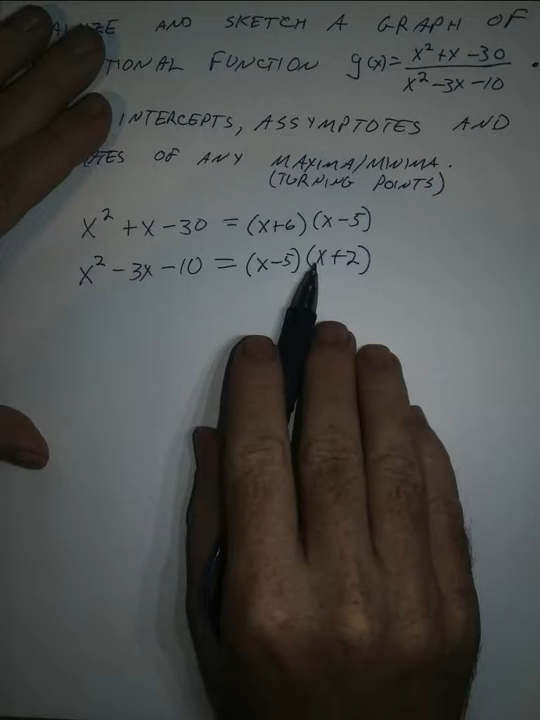 AND SKETCH A GRAPH OF
FUNCTION g(x) = (x² + x - 30)/(x² - 3x - 10).
INTERCEPTS, ASSYMPTOTES AND
OF ANY MAXIMA/MINIMA.
(TURNING POINTS)
x² + x - 30 = (x+6)(x-5)
x² - 3x - 10 = (x-5)(x+2)